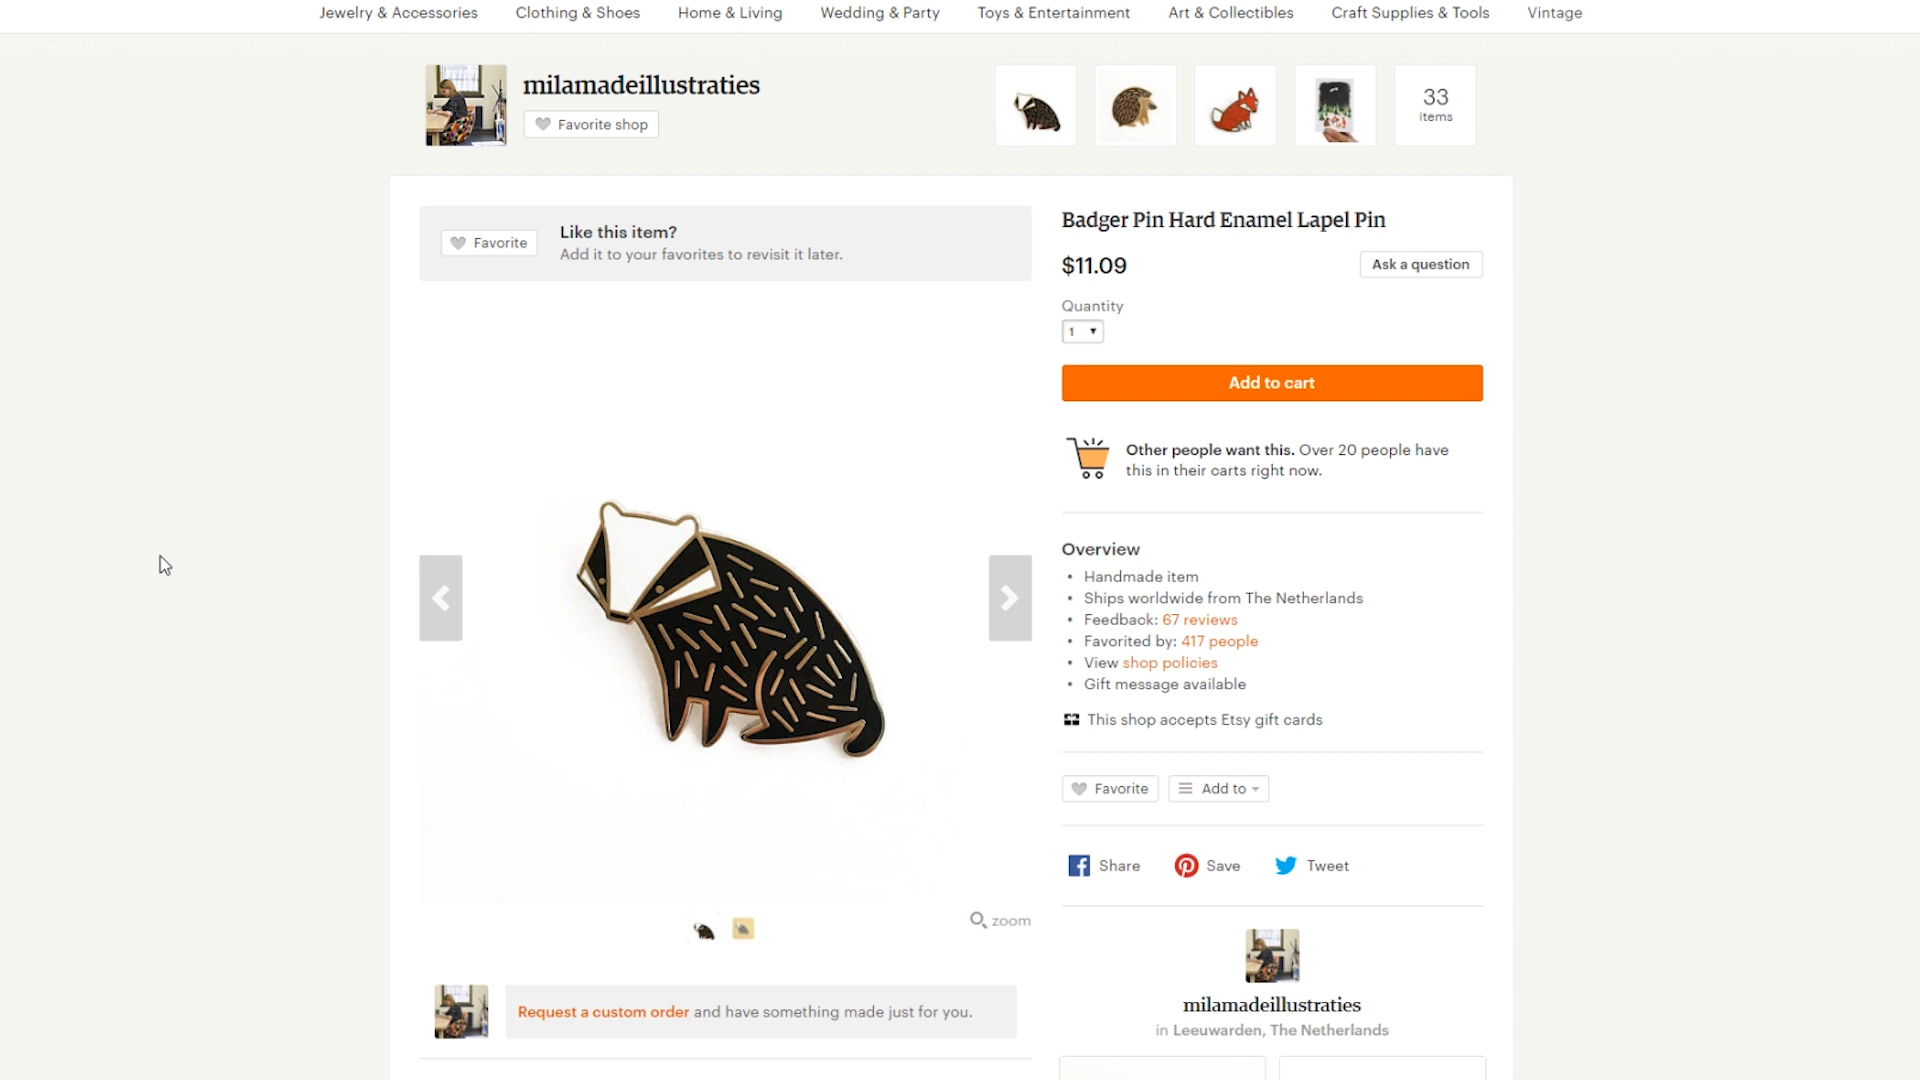 Jewelry & Accessories
Clothing & Shoes
Home & Living
Wedding & Party
Toys & Entertainment
Art & Collectibles
Craft Supplies & Tools
Vintage
milamadeillustraties
Favorite shop
33
items
Favorite
Like this item?
Add it to your favorites to revisit it later.
Badger Pin Hard Enamel Lapel Pin
$11.09
Ask a question
Quantity
1
Add to cart
Other people want this. Over 20 people have
this in their carts right now.
Overview
• Handmade item
• Ships worldwide from The Netherlands
• Feedback: 67 reviews
• Favorited by: 417 people
• View shop policies
• Gift message available
This shop accepts Etsy gift cards
Favorite
Add to
Share
Save
Tweet
zoom
Request a custom order and have something made just for you.
milamadeillustraties
in Leeuwarden, The Netherlands